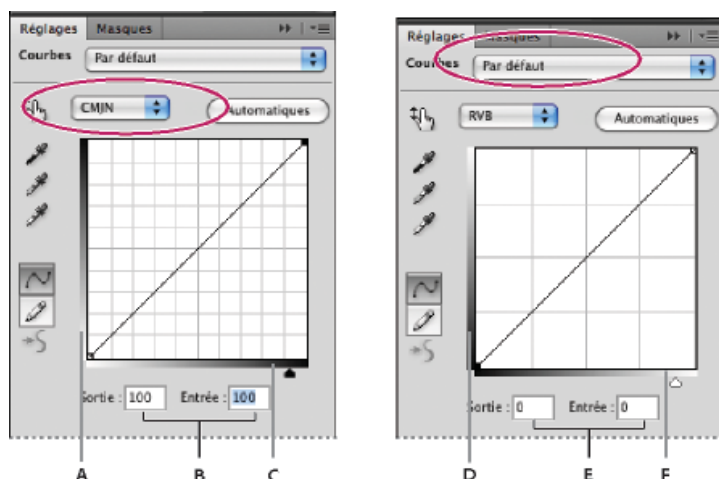 Réglages Masques
Courbes Par défaut
CMJN Automatiques
Sortie : 100 Entrée : 100
A B C
Réglages Masques
Courbes Par défaut
RVB Automatiques
Sortie : 0 Entrée : 0
D E F